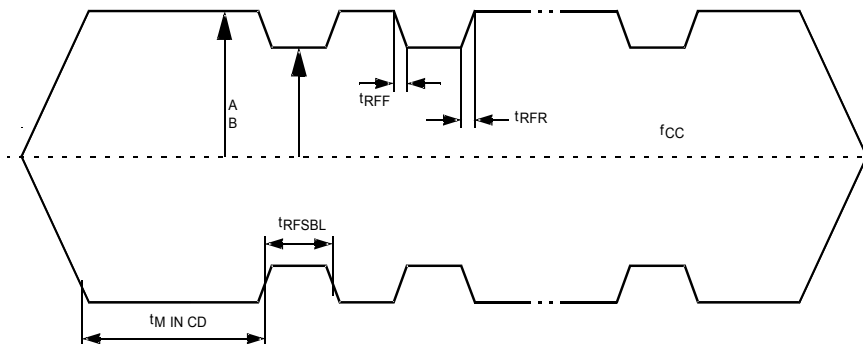 A
B
tRFF
tRFR
fCC
tRFSBL
tM IN CD